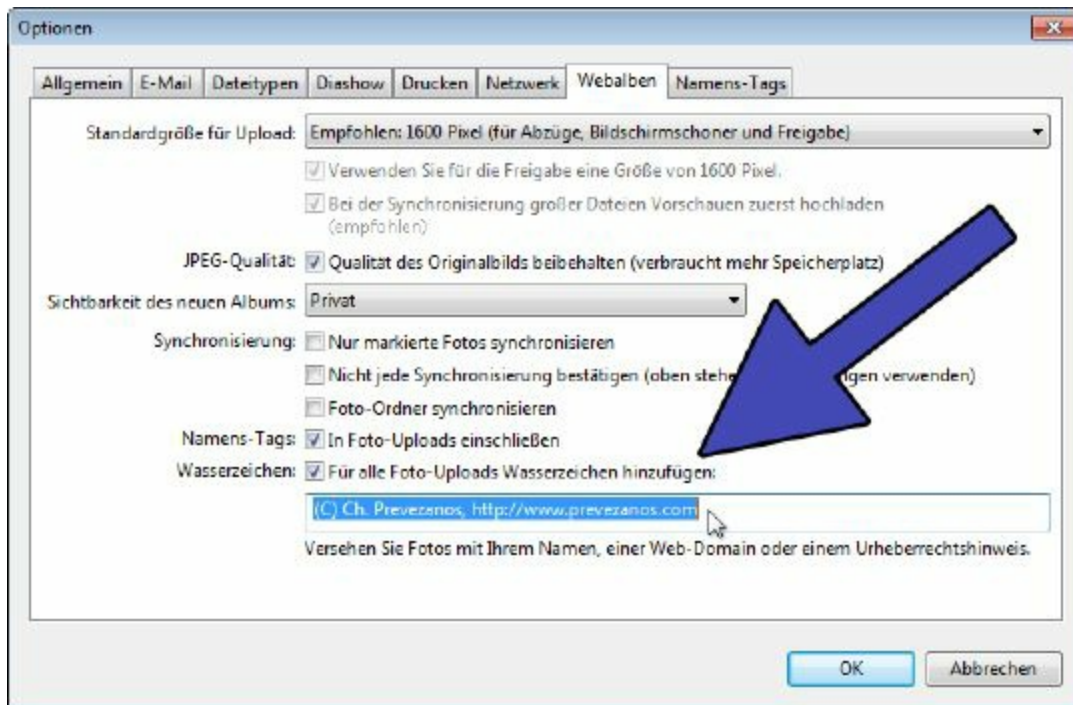 Optionen
Allgemein E-Mail Dateitypen Diashow Drucken Netzwerk Webalben Namens-Tags
Standardgröße für Upload: Empfohlen: 1600 Pixel (für Abzüge, Bildschirmschoner und Freigabe)
Verwenden Sie für die Freigabe eine Größe von 1600 Pixel.
Bei der Synchronisierung großer Dateien Vorschauen zuerst hochladen
(empfohlen)
JPEG-Qualität: Qualität des Originalbilds beibehalten (verbraucht mehr Speicherplatz)
Sichtbarkeit des neuen Albums: Privat
Synchronisierung: Nur markierte Fotos synchronisieren
Nicht jede Synchronisierung bestätigen (oben verwenden)
Foto-Ordner synchronisieren
Namens-Tags: In Foto-Uploads einschließen
Wasserzeichen: Für alle Foto-Uploads Wasserzeichen hinzufügen:
(C) Ch. Prevezanos, http://www.prevezanos.com
Versehen Sie Fotos mit Ihrem Namen, einer Web-Domain oder einem Urheberrechtshinweis.
OK Abbrechen